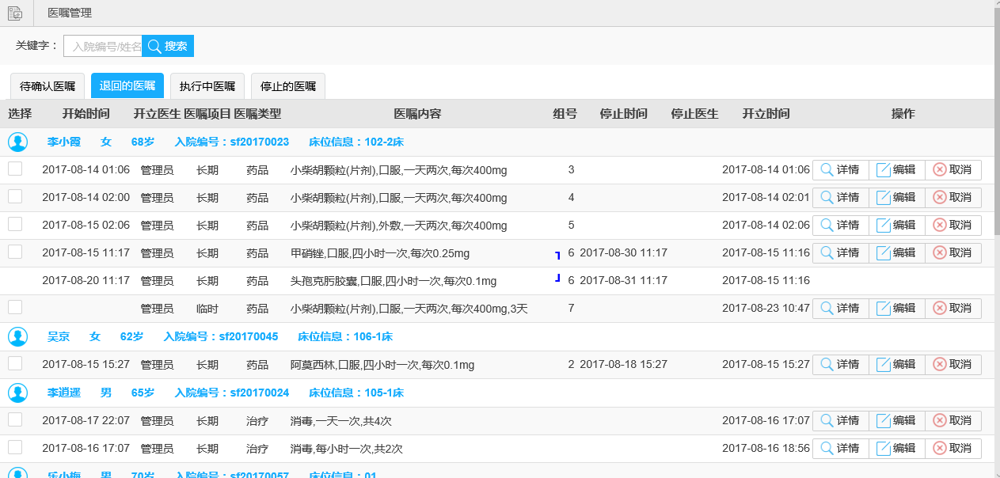 医嘱管理
关键字： 入院编号/姓名 搜索
待确认医嘱 退回的医嘱 执行中医嘱 停止的医嘱
选择 开始时间 开立医生 医嘱项目 医嘱类型 医嘱内容 组号 停止时间 停止医生 开立时间 操作
李小霞 女 68岁 入院编号：sf20170023 床位信息：102-2床
2017-08-14 01:06 管理员 长期 药品 小柴胡颗粒(片剂),口服,一天两次,每次400mg 3 2017-08-14 01:06 详情 编辑 取消
2017-08-14 02:00 管理员 长期 药品 小柴胡颗粒(片剂),口服,一天两次,每次400mg 4 2017-08-14 02:01 详情 编辑 取消
2017-08-15 02:06 管理员 长期 药品 小柴胡颗粒(片剂),外敷,一天两次,每次400mg 5 2017-08-14 02:06 详情 编辑 取消
2017-08-15 11:17 管理员 长期 药品 甲硝锉,口服,四小时一次,每次0.25mg ┓ 6 2017-08-30 11:17 2017-08-15 11:16 详情 编辑 取消
2017-08-20 11:17 管理员 长期 药品 头孢克肟胶囊,口服,四小时一次,每次0.1mg ┛ 6 2017-08-31 11:17 2017-08-15 11:16
管理员 临时 药品 小柴胡颗粒(片剂),口服,一天两次,每次400mg,3天 7 2017-08-23 10:47 详情 编辑 取消
吴京 女 62岁 入院编号：sf20170045 床位信息：106-1床
2017-08-15 15:27 管理员 长期 药品 阿莫西林,口服,四小时一次,每次0.1mg 2 2017-08-18 15:27 2017-08-15 15:27 详情 编辑 取消
李逍遥 男 65岁 入院编号：sf20170024 床位信息：105-1床
2017-08-17 22:07 管理员 长期 治疗 消毒,一天一次,共4次 2017-08-16 17:07 详情 编辑 取消
2017-08-16 17:07 管理员 长期 治疗 消毒,每小时一次,共2次 2017-08-16 18:56 详情 编辑 取消
乐小梅 男 70岁 入院编号：sf20170057 床位信息：01